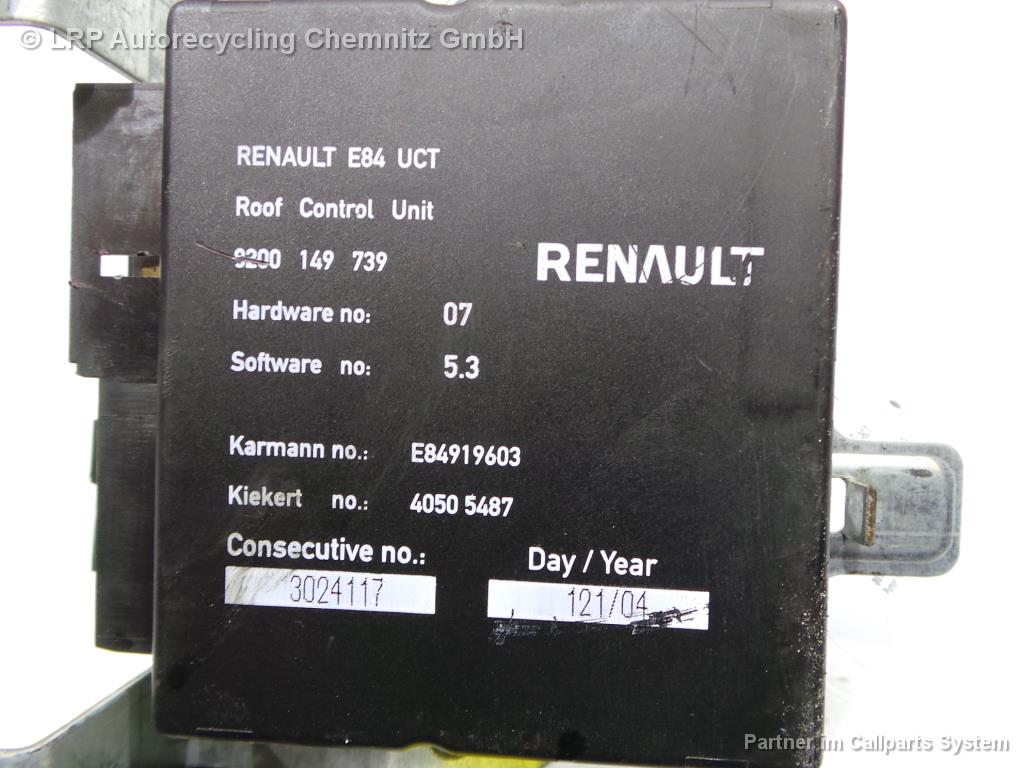 © LRP Autorecycling Chemnitz GmbH
RENAULT E84 UCT
Roof Control Unit
8200 149 739
RENAULT
Hardware no: 07
Software no: 5.3
Karmann no.: E84919603
Kiekert no.: 4050 5487
Consecutive no.: Day / Year
3024117 121/04
Partner im Callparts System